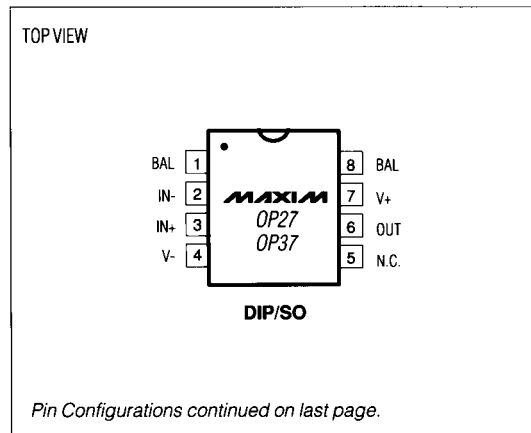 TOP VIEW
BAL 1 8 BAL
IN- 2 MAXIM 7 V+
IN+ 3 OP27 6 OUT
V- 4 OP37 5 N.C.
DIP/SO
Pin Configurations continued on last page.